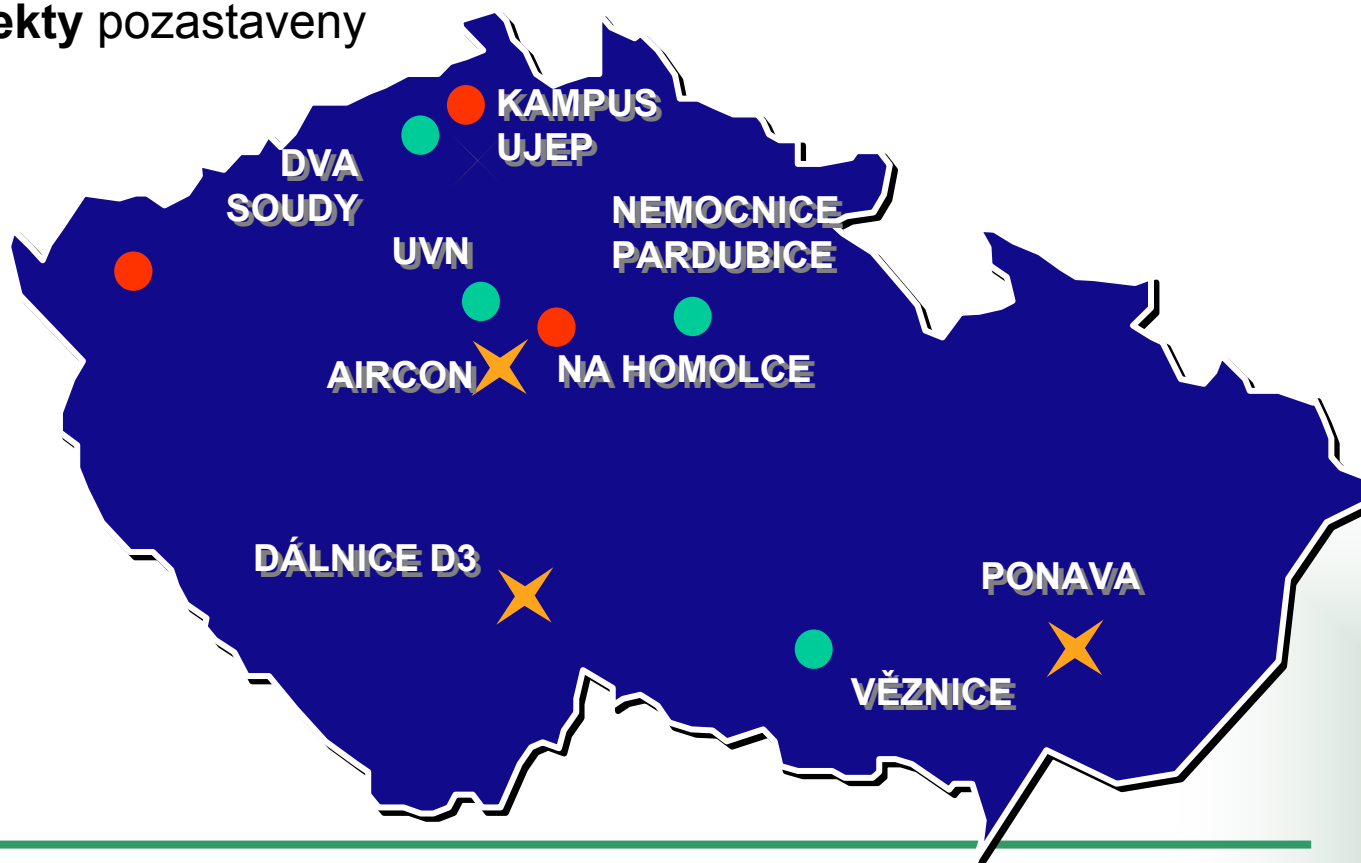 ekty pozastaveny
KAMPUS
UJEP
DVA
SOUDY
NEMOCNICE
PARDUBICE
UVN
AIRCON
NA HOMOLCE
DÁLNICE D3
PONAVA
VĚZNICE